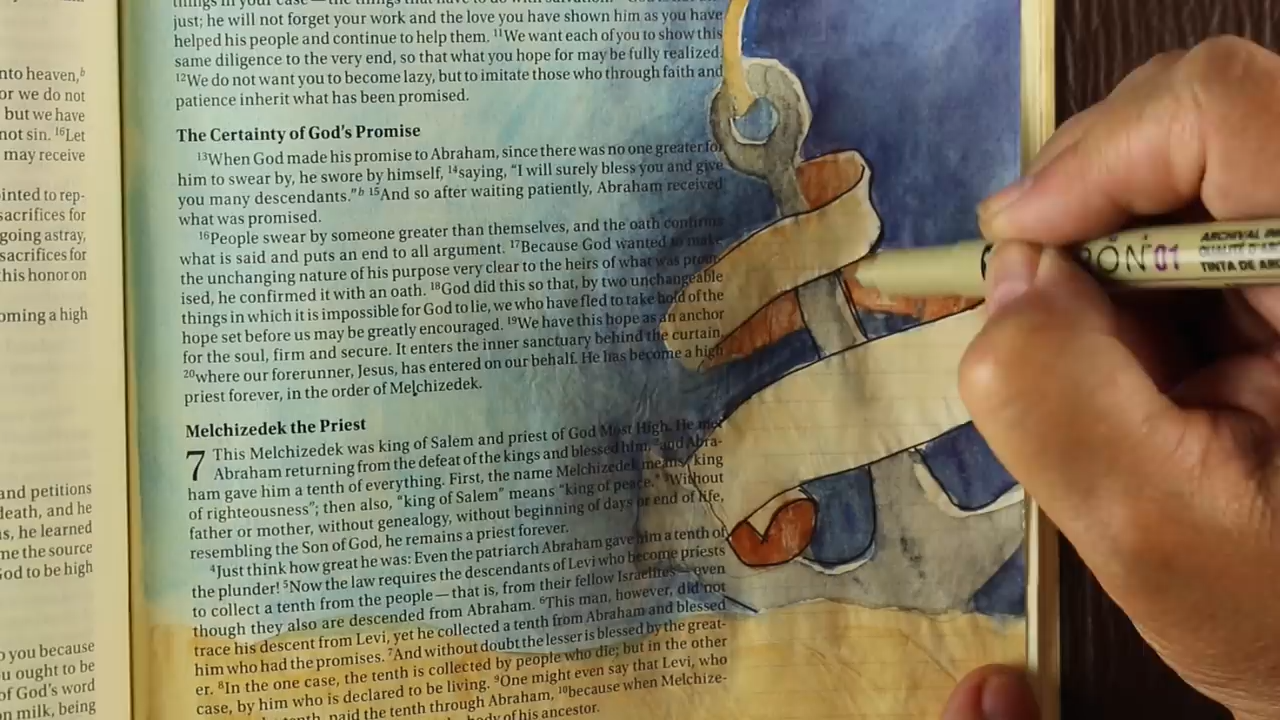 nto heaven,ᵇ
or we do not
but we have
not sin. ¹⁶Let
may receive
ointed to rep-
sacrifices for
going astray,
sacrifices for
his honor on
oming a high
and petitions
death, and he
s, he learned
me the source
God to be high
you because
ought to be
of God's word
milk, being
just; he will not forget your work and the love you have shown him as you have
helped his people and continue to help them. ¹¹We want each of you to show this
same diligence to the very end, so that what you hope for may be fully realized.
¹²We do not want you to become lazy, but to imitate those who through faith and
patience inherit what has been promised.
The Certainty of God's Promise
¹³When God made his promise to Abraham, since there was no one greater for
him to swear by, he swore by himself, ¹⁴saying, "I will surely bless you and give
you many descendants."ᵇ ¹⁵And so after waiting patiently, Abraham received
what was promised.
¹⁶People swear by someone greater than themselves, and the oath confirms
what is said and puts an end to all argument. ¹⁷Because God wanted to make
the unchanging nature of his purpose very clear to the heirs of what was prom-
ised, he confirmed it with an oath. ¹⁸God did this so that, by two unchangeable
things in which it is impossible for God to lie, we who have fled to take hold of the
hope set before us may be greatly encouraged. ¹⁹We have this hope as an anchor
for the soul, firm and secure. It enters the inner sanctuary behind the curtain,
²⁰where our forerunner, Jesus, has entered on our behalf. He has become a high
priest forever, in the order of Melchizedek.
Melchizedek the Priest
7 This Melchizedek was king of Salem and priest of God Most High. He met
Abraham returning from the defeat of the kings and blessed him, ²and Abra-
ham gave him a tenth of everything. First, the name Melchizedek means "king
of righteousness"; then also, "king of Salem" means "king of peace." ³Without
father or mother, without genealogy, without beginning of days or end of life,
resembling the Son of God, he remains a priest forever.
⁴Just think how great he was: Even the patriarch Abraham gave him a tenth of
the plunder! ⁵Now the law requires the descendants of Levi who become priests
to collect a tenth from the people—that is, from their fellow Israelites—even
though they also are descended from Abraham. ⁶This man, however, did not
trace his descent from Levi, yet he collected a tenth from Abraham and blessed
him who had the promises. ⁷And without doubt the lesser is blessed by the great-
er. ⁸In the one case, the tenth is collected by people who die; but in the other
case, by him who is declared to be living. ⁹One might even say that Levi, who
tenth, paid the tenth through Abraham, ¹⁰because when Melchize-
body of his ancestor.
RON 01
ARCHIVAL IN
QUALITÉ D'AR
TINTA DE AR